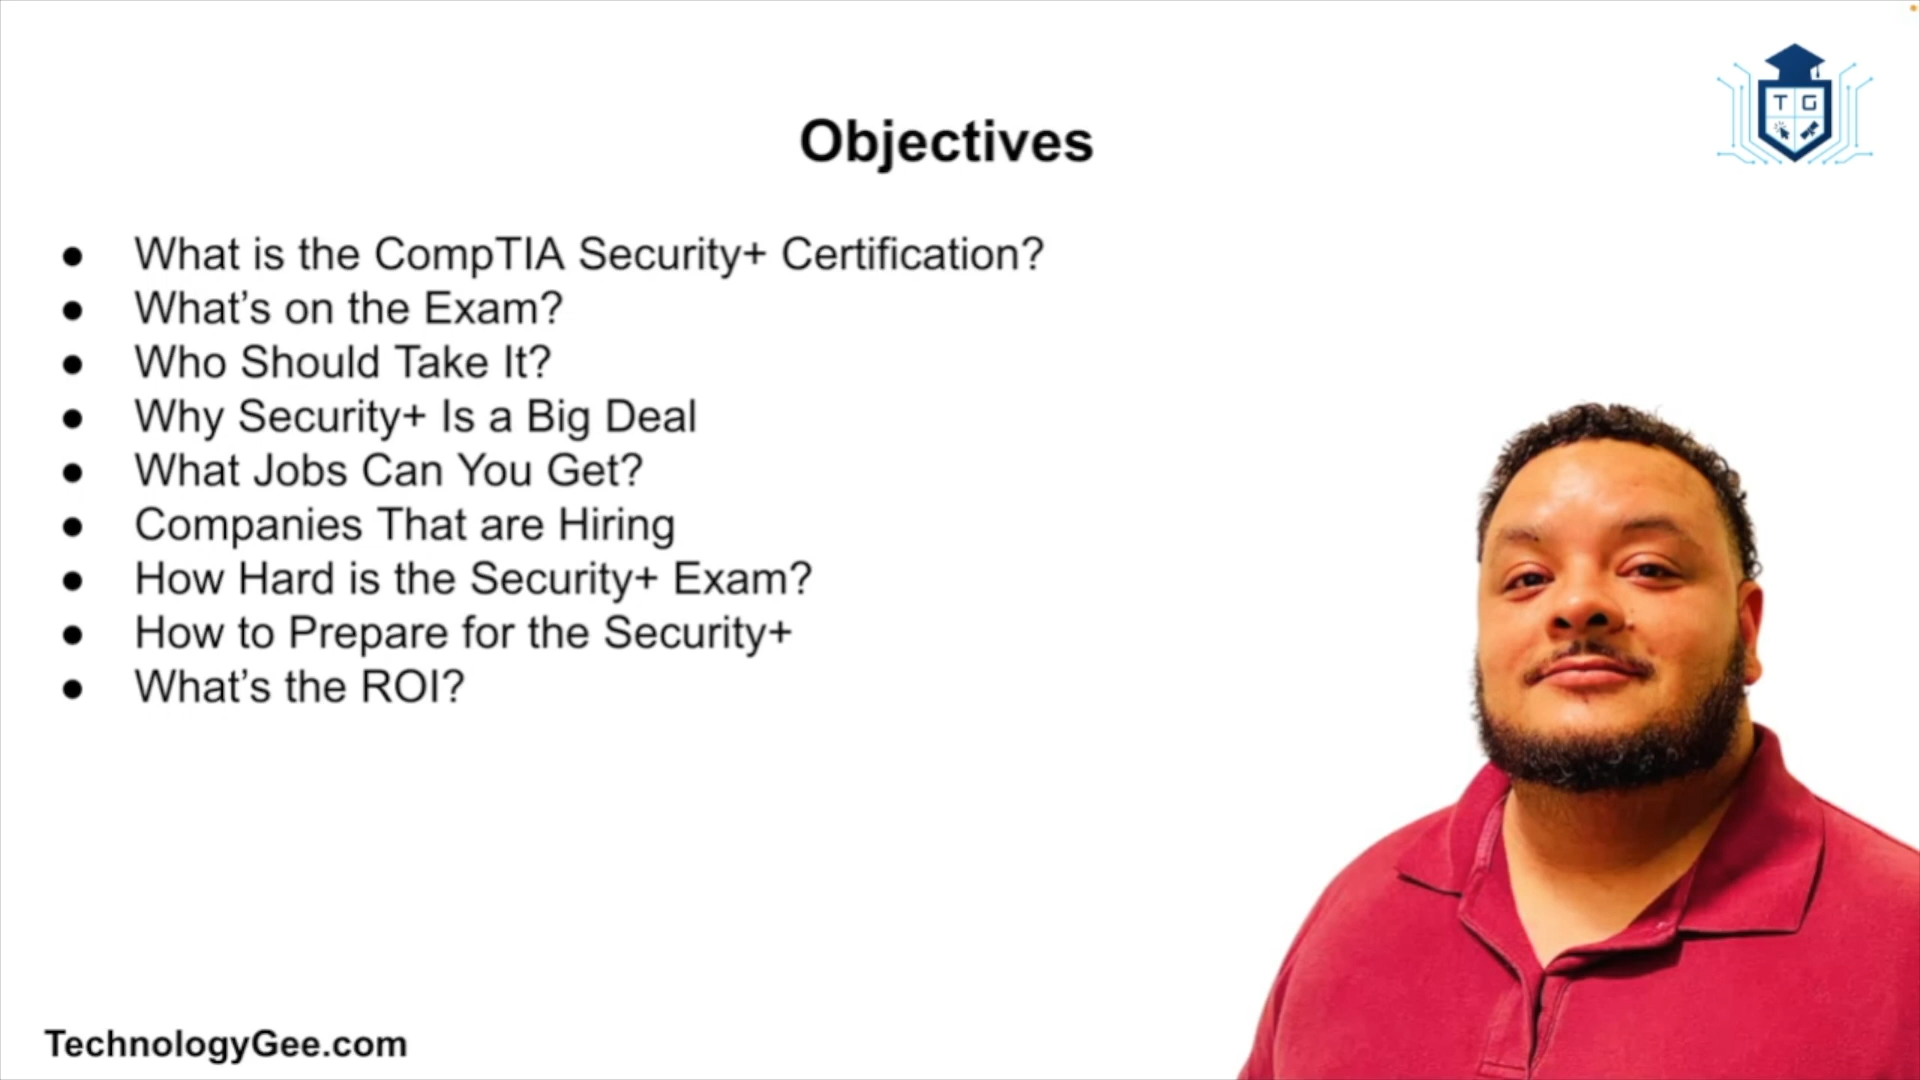 T G
Objectives
● What is the CompTIA Security+ Certification?
● What’s on the Exam?
● Who Should Take It?
● Why Security+ Is a Big Deal
● What Jobs Can You Get?
● Companies That are Hiring
● How Hard is the Security+ Exam?
● How to Prepare for the Security+
● What’s the ROI?
TechnologyGee.com